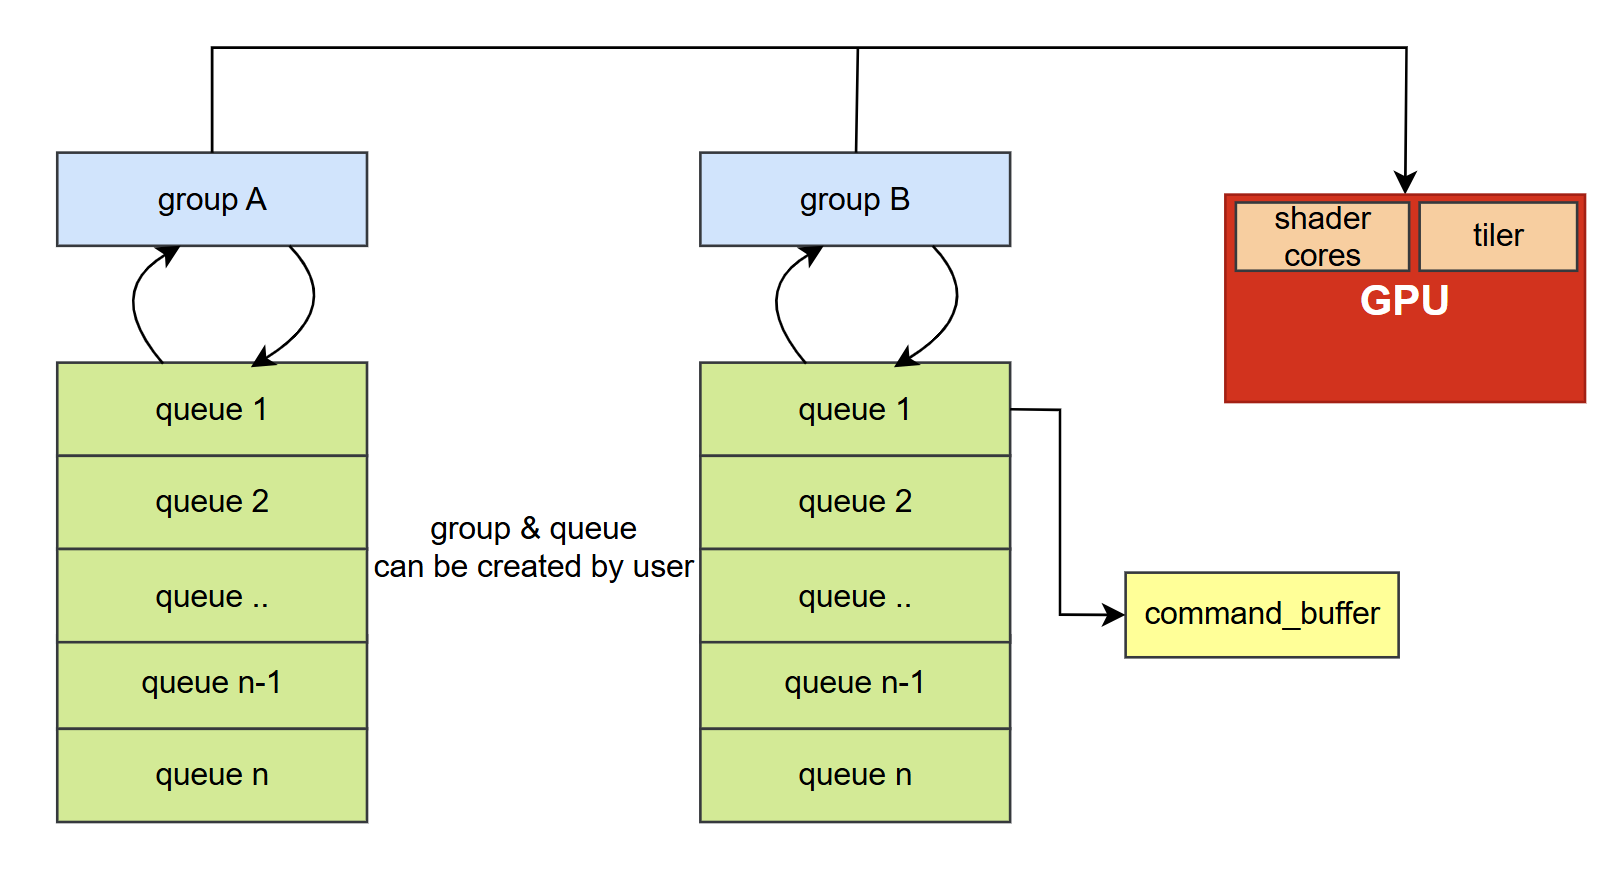 group A
group B
shader
cores
tiler
GPU
queue 1
queue 2
queue ..
queue n-1
queue n
group & queue
can be created by user
queue 1
queue 2
queue ..
queue n-1
queue n
command_buffer